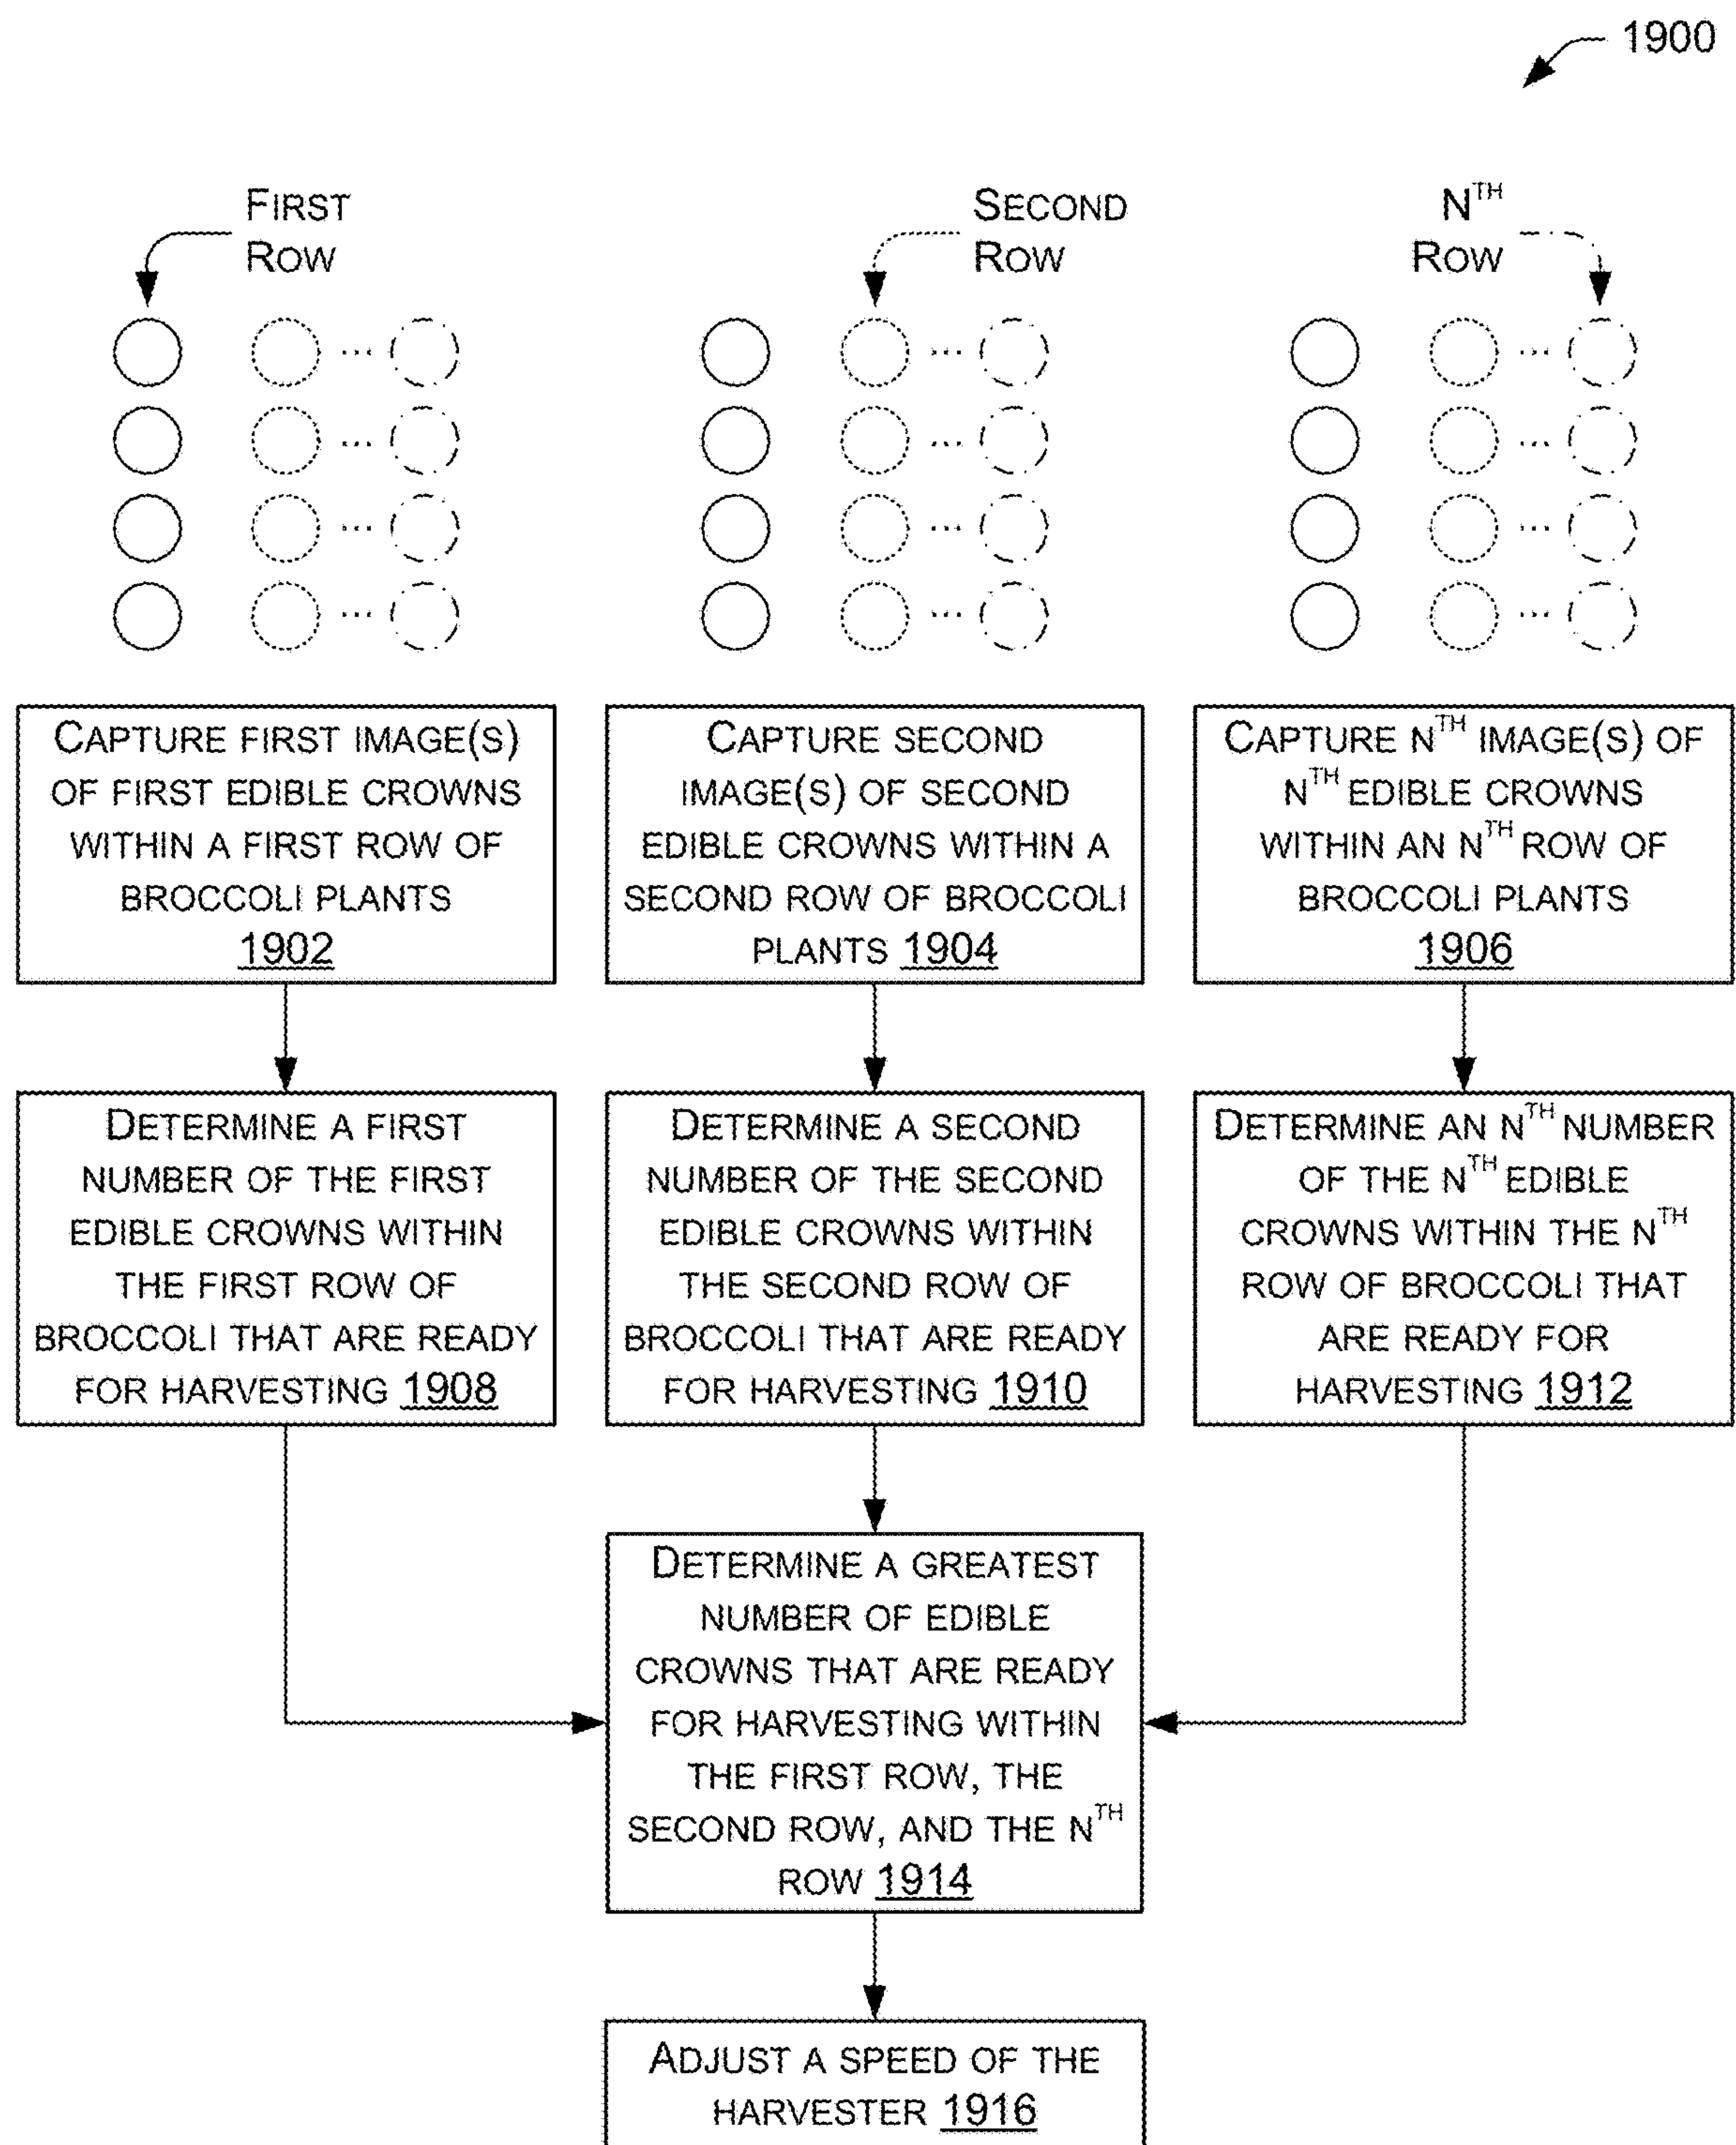 1900
FIRST
ROW
SECOND
ROW
NTH
ROW
... ... ...
... ... ...
... ... ...
... ... ...
CAPTURE FIRST IMAGE(S)
OF FIRST EDIBLE CROWNS
WITHIN A FIRST ROW OF
BROCCOLI PLANTS
1902
CAPTURE SECOND
IMAGE(S) OF SECOND
EDIBLE CROWNS WITHIN A
SECOND ROW OF BROCCOLI
PLANTS 1904
CAPTURE NTH IMAGE(S) OF
NTH EDIBLE CROWNS
WITHIN AN NTH ROW OF
BROCCOLI PLANTS
1906
DETERMINE A FIRST
NUMBER OF THE FIRST
EDIBLE CROWNS WITHIN
THE FIRST ROW OF
BROCCOLI THAT ARE READY
FOR HARVESTING 1908
DETERMINE A SECOND
NUMBER OF THE SECOND
EDIBLE CROWNS WITHIN
THE SECOND ROW OF
BROCCOLI THAT ARE READY
FOR HARVESTING 1910
DETERMINE AN NTH NUMBER
OF THE NTH EDIBLE
CROWNS WITHIN THE NTH
ROW OF BROCCOLI THAT
ARE READY FOR
HARVESTING 1912
DETERMINE A GREATEST
NUMBER OF EDIBLE
CROWNS THAT ARE READY
FOR HARVESTING WITHIN
THE FIRST ROW, THE
SECOND ROW, AND THE NTH
ROW 1914
ADJUST A SPEED OF THE
HARVESTER 1916